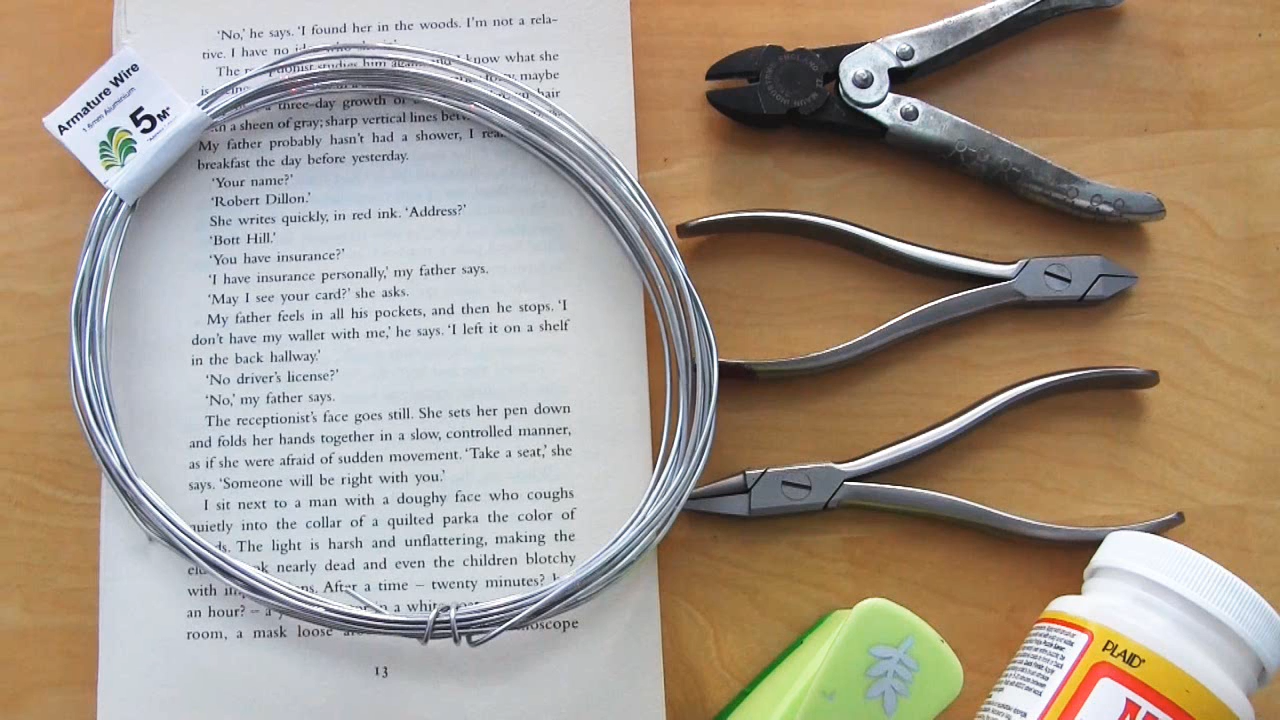 'No,' he says. 'I found her in the woods. I'm not a rela-
tive. I have no
The studies him know what she
maybe
three-day growth of hair
a sheen of gray; sharp vertical lines
My father probably hasn't had a shower, I
breakfast the day before yesterday.
'Your name?'
'Robert Dillon.'
She writes quickly, in red ink. 'Address?'
'Bott Hill.'
'You have insurance?'
'I have insurance personally,' my father says.
'May I see your card?' she asks.
My father feels in all his pockets, and then he stops. 'I
don't have my wallet with me,' he says. 'I left it on a shelf
in the back hallway.'
'No driver's license?'
'No,' my father says.
The receptionist's face goes still. She sets her pen down
and folds her hands together in a slow, controlled manner,
as if she were afraid of sudden movement. 'Take a seat,' she
says. 'Someone will be right with you.'
I sit next to a man with a doughy face who coughs
quietly into the collar of a quilted parka the color of
The light is harsh and unflattering, making the
nearly dead and even the children blotchy
with After a time – twenty minutes?
an hour? – a in a
room, a mask loose
13
Armature Wire
1.6mm Aluminium
5M
ENGLAND
PLAID